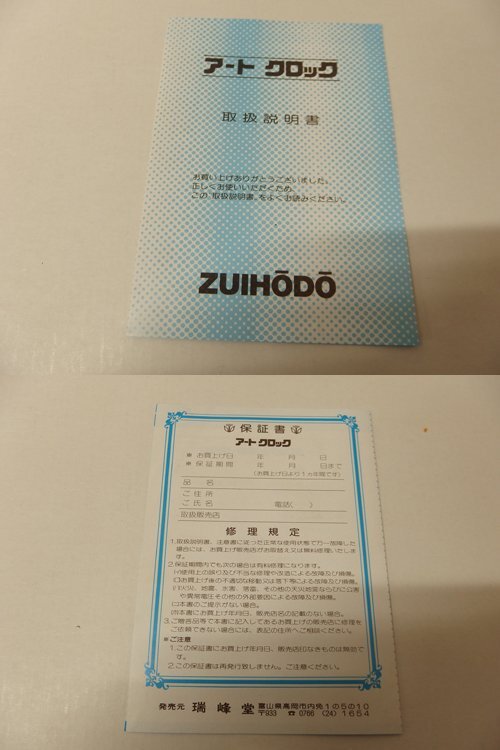 アート クロック
取扱説明書
お買い上げありがとうございました。
正しくお使いいただくため、
この「取扱説明書」をよくお読みください。
ZUIHŌDŌ
保証書
アート クロック
※ お買上げ日 年 月 日
※ 保証期間 年 月 日まで
(お買上げ日より1ヵ年間です)
品名
ご住所
ご氏名 電話( )
取扱販売店
修理規定
1.取扱説明書、注意書に従った正常な使用状態で万一故障した
場合には、お買上げ販売店がお取替え又は無料修理いたしま
す。
2.保証期間内でも次の場合は有料修理になります。
(イ)使用上の誤り及び不当な修理や改造による故障及び損傷。
(ロ)お買上げ後の不適切な移動又は落下等による故障及び損傷。
(ハ)火災、地震、水害、常盗、その他の天災地変ならびに公害
や異常電圧その他の外部要因による故障及び損傷。
(ニ)本書のご提示がない場合。
(ホ)本書にお買上げ年月日、販売店名の記載のない場合。
3.ご贈答品等で本書に記入してあるお買上げの販売店に修理を
ご依頼できない場合には、表記の住所へご相談ください。
※ご注意
1.この保証書にお買上げ年月日、販売店印なきものは無効で
す。
2.この保証書は再発行致しません。ご注意ください。
発売元 瑞峰堂 富山県高岡市内免1の5の10
〒933 ☎ 0766 (24) 1654